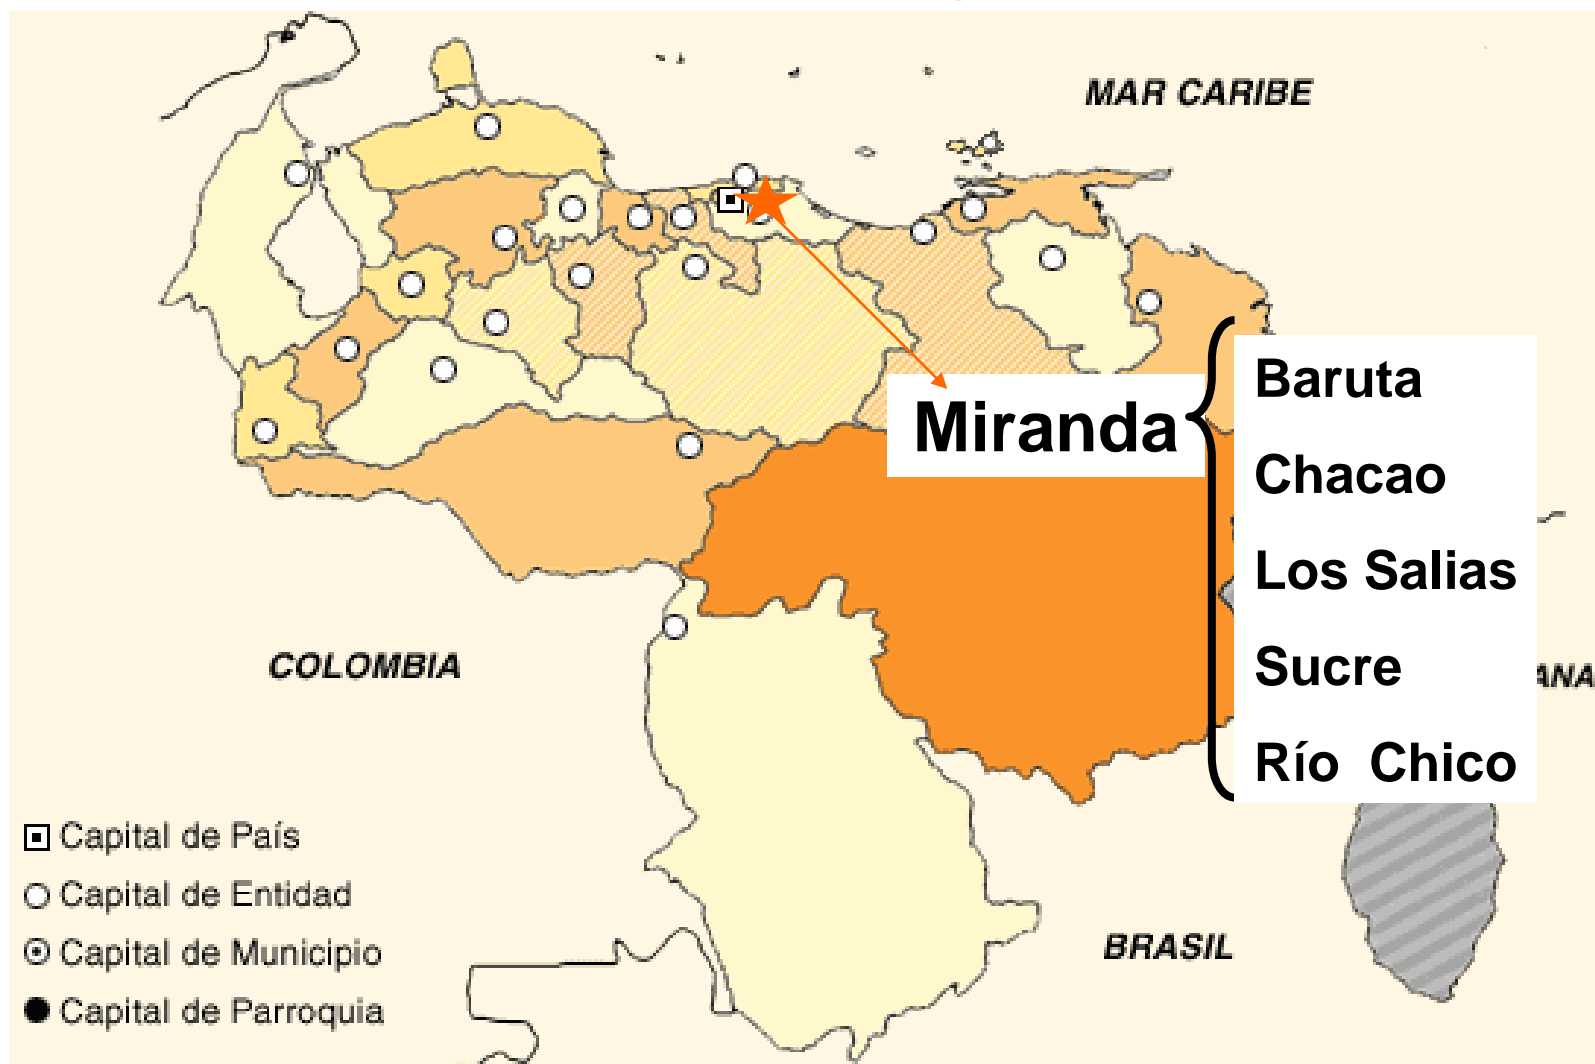 MAR CARIBE
Miranda
Baruta
Chacao
Los Salias
Sucre
Río Chico
COLOMBIA
BRASIL
Capital de País
Capital de Entidad
Capital de Municipio
Capital de Parroquia